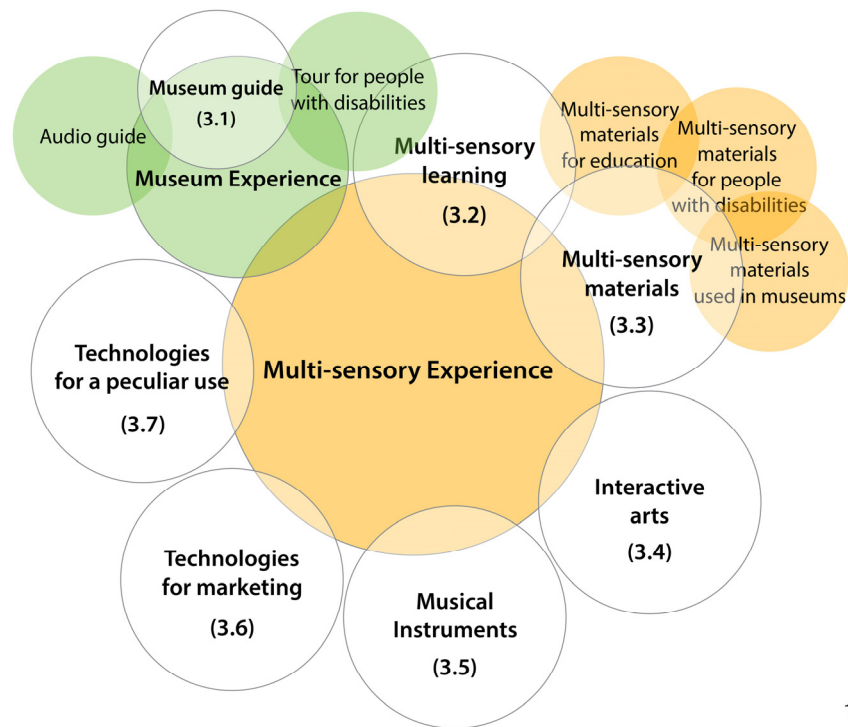 Museum guide
(3.1)
Tour for people
with disabilities
Audio guide
Museum Experience
Multi-sensory
learning
(3.2)
Multi-sensory
materials
for education
Multi-sensory
materials
for people
with disabilities
Multi-sensory
materials
used in museums
Multi-sensory
materials
(3.3)
Technologies
for a peculiar use
(3.7)
Multi-sensory Experience
Interactive
arts
(3.4)
Technologies
for marketing
(3.6)
Musical
Instruments
(3.5)